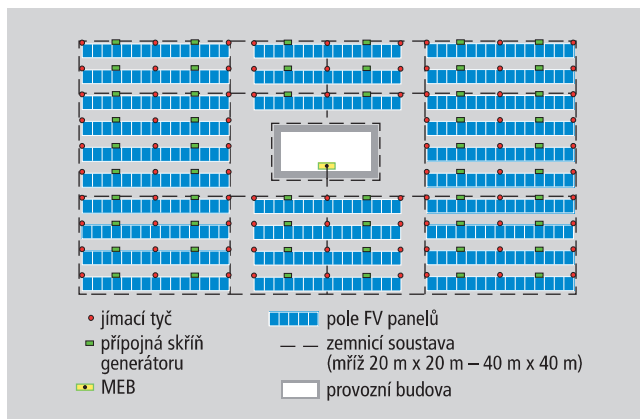 jímací tyč
přípojná skříň
generátoru
MEB
pole FV panelů
zemnicí soustava
(mříž 20 m x 20 m – 40 m x 40 m)
provozní budova